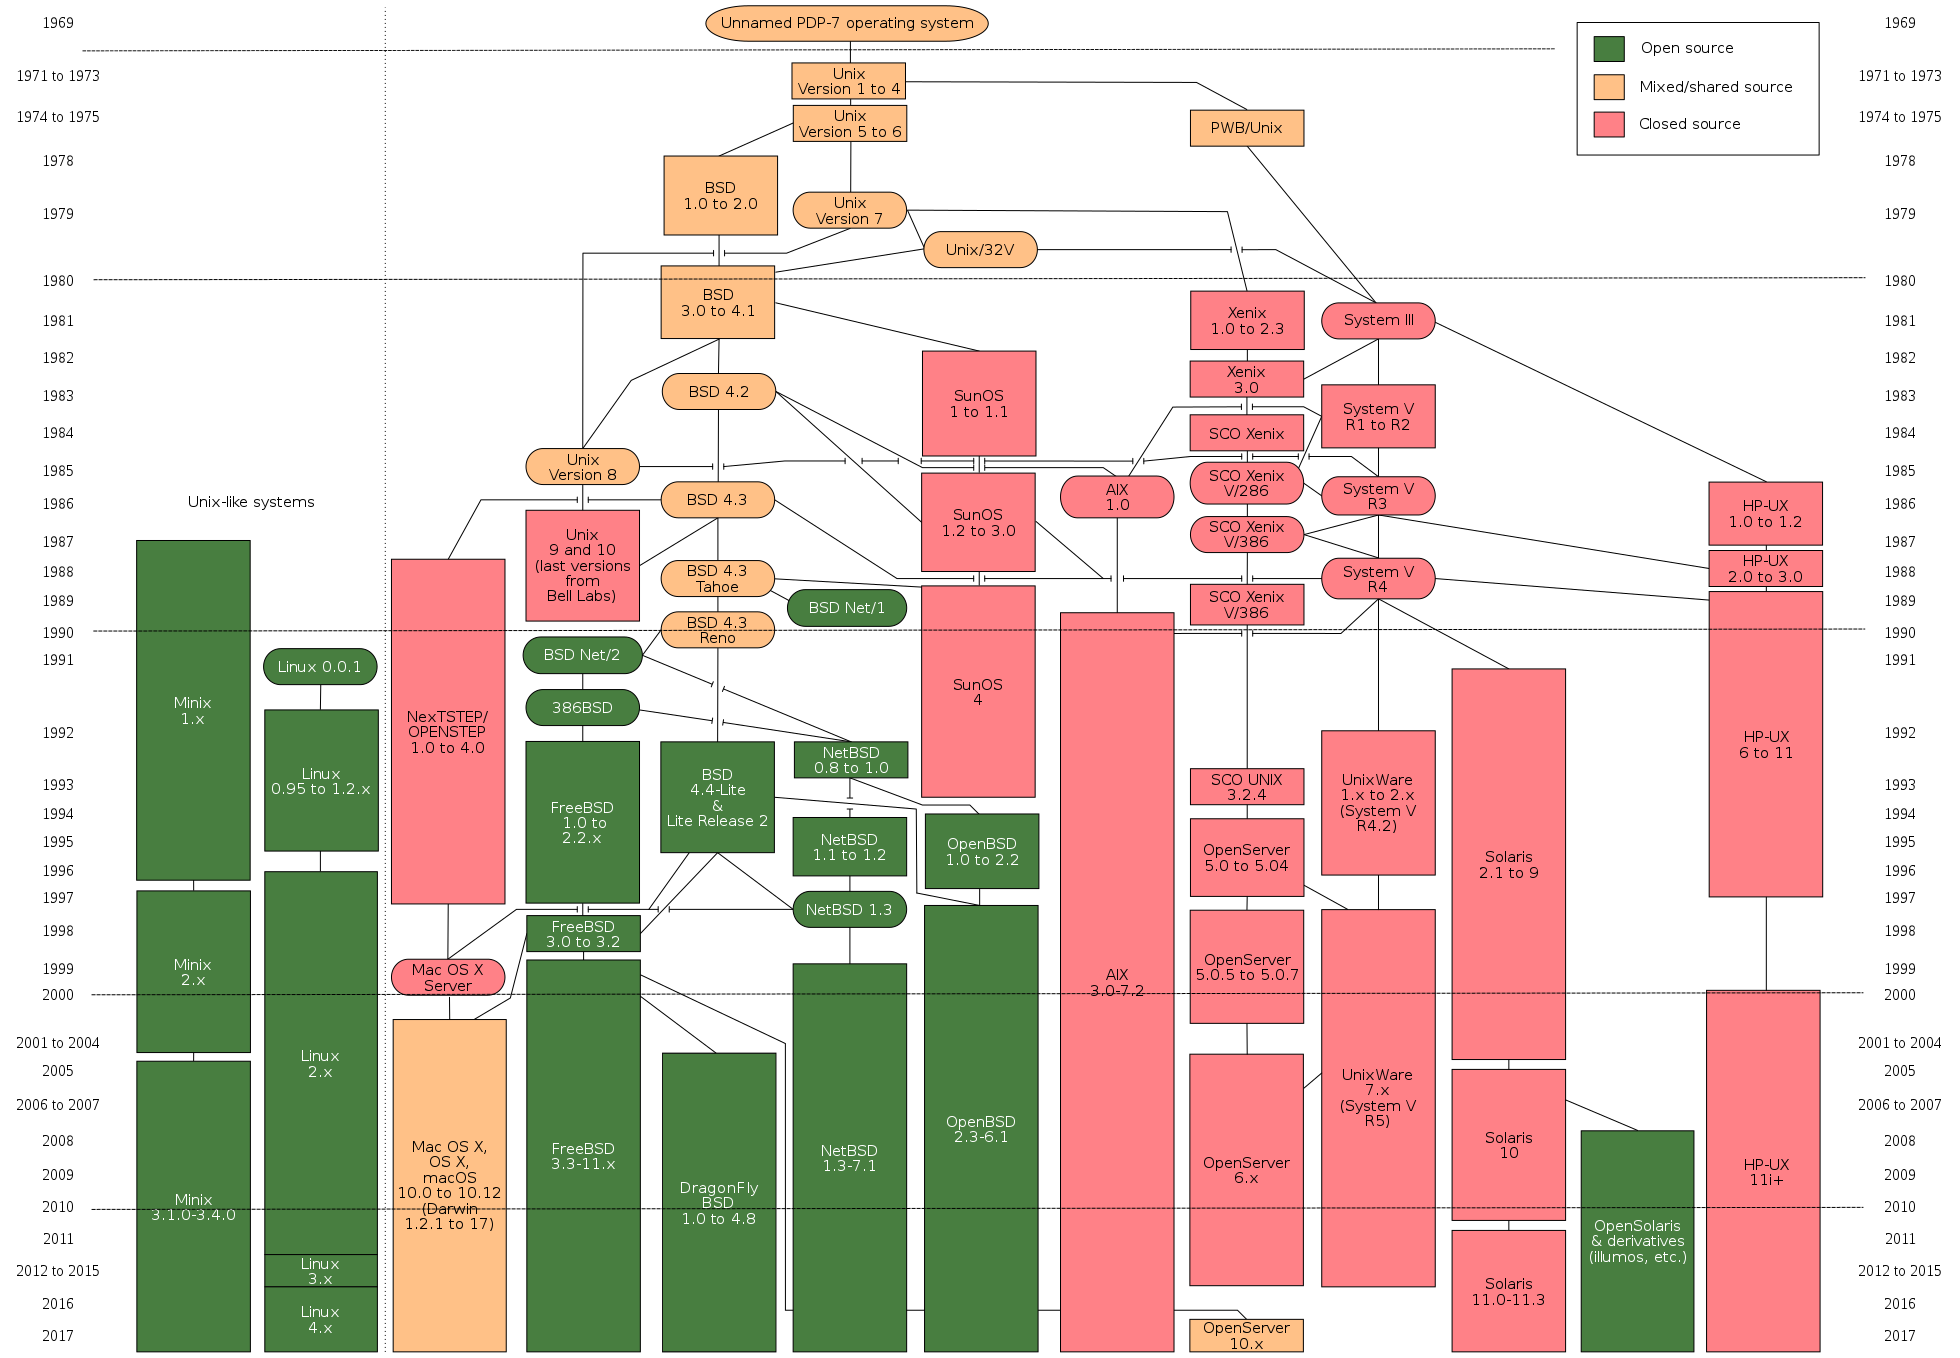 Unnamed PDP-7 operating system
Unix
Version 1 to 4
Unix
Version 5 to 6
PWB/Unix
BSD
1.0 to 2.0
Unix
Version 7
Unix/32V
BSD
3.0 to 4.1
Xenix
1.0 to 2.3
System III
SunOS
1 to 1.1
Xenix
3.0
BSD 4.2
System V
R1 to R2
SCO Xenix
Unix
Version 8
SCO Xenix
V/286
AIX
1.0
System V
R3
BSD 4.3
SunOS
1.2 to 3.0
HP-UX
1.0 to 1.2
Unix
9 and 10
(last versions
from
Bell Labs)
SCO Xenix
V/386
HP-UX
2.0 to 3.0
BSD 4.3
Tahoe
System V
R4
BSD Net/1
SCO Xenix
V/386
BSD 4.3
Reno
BSD Net/2
Unix-like systems
Linux 0.0.1
Minix
1.x
NexTSTEP/
OPENSTEP
1.0 to 4.0
386BSD
SunOS
4
HP-UX
6 to 11
Linux
0.95 to 1.2.x
FreeBSD
1.0 to
2.2.x
BSD
4.4-Lite
&
Lite Release 2
NetBSD
0.8 to 1.0
SCO UNIX
3.2.4
UnixWare
1.x to 2.x
(System V
R4.2)
NetBSD
1.1 to 1.2
OpenBSD
1.0 to 2.2
OpenServer
5.0 to 5.04
Solaris
2.1 to 9
NetBSD 1.3
FreeBSD
3.0 to 3.2
Minix
2.x
Mac OS X
Server
AIX
3.0-7.2
OpenServer
5.0.5 to 5.0.7
Linux
2.x
UnixWare
7.x
(System V
R5)
OpenBSD
2.3-6.1
FreeBSD
3.3-11.x
NetBSD
1.3-7.1
Solaris
10
OpenServer
6.x
HP-UX
11i+
Minix
3.1.0-3.4.0
Mac OS X,
OS X,
macOS
10.0 to 10.12
(Darwin
1.2.1 to 17)
DragonFly
BSD
1.0 to 4.8
OpenSolaris
& derivatives
(illumos, etc.)
Linux
3.x
Solaris
11.0-11.3
Linux
4.x
OpenServer
10.x
Open source
Mixed/shared source
Closed source
1969
1971 to 1973
1974 to 1975
1978
1979
1980
1981
1982
1983
1984
1985
1986
1987
1988
1989
1990
1991
1992
1993
1994
1995
1996
1997
1998
1999
2000
2001 to 2004
2005
2006 to 2007
2008
2009
2010
2011
2012 to 2015
2016
2017
1969
1971 to 1973
1974 to 1975
1978
1979
1980
1981
1982
1983
1984
1985
1986
1987
1988
1989
1990
1991
1992
1993
1994
1995
1996
1997
1998
1999
2000
2001 to 2004
2005
2006 to 2007
2008
2009
2010
2011
2012 to 2015
2016
2017